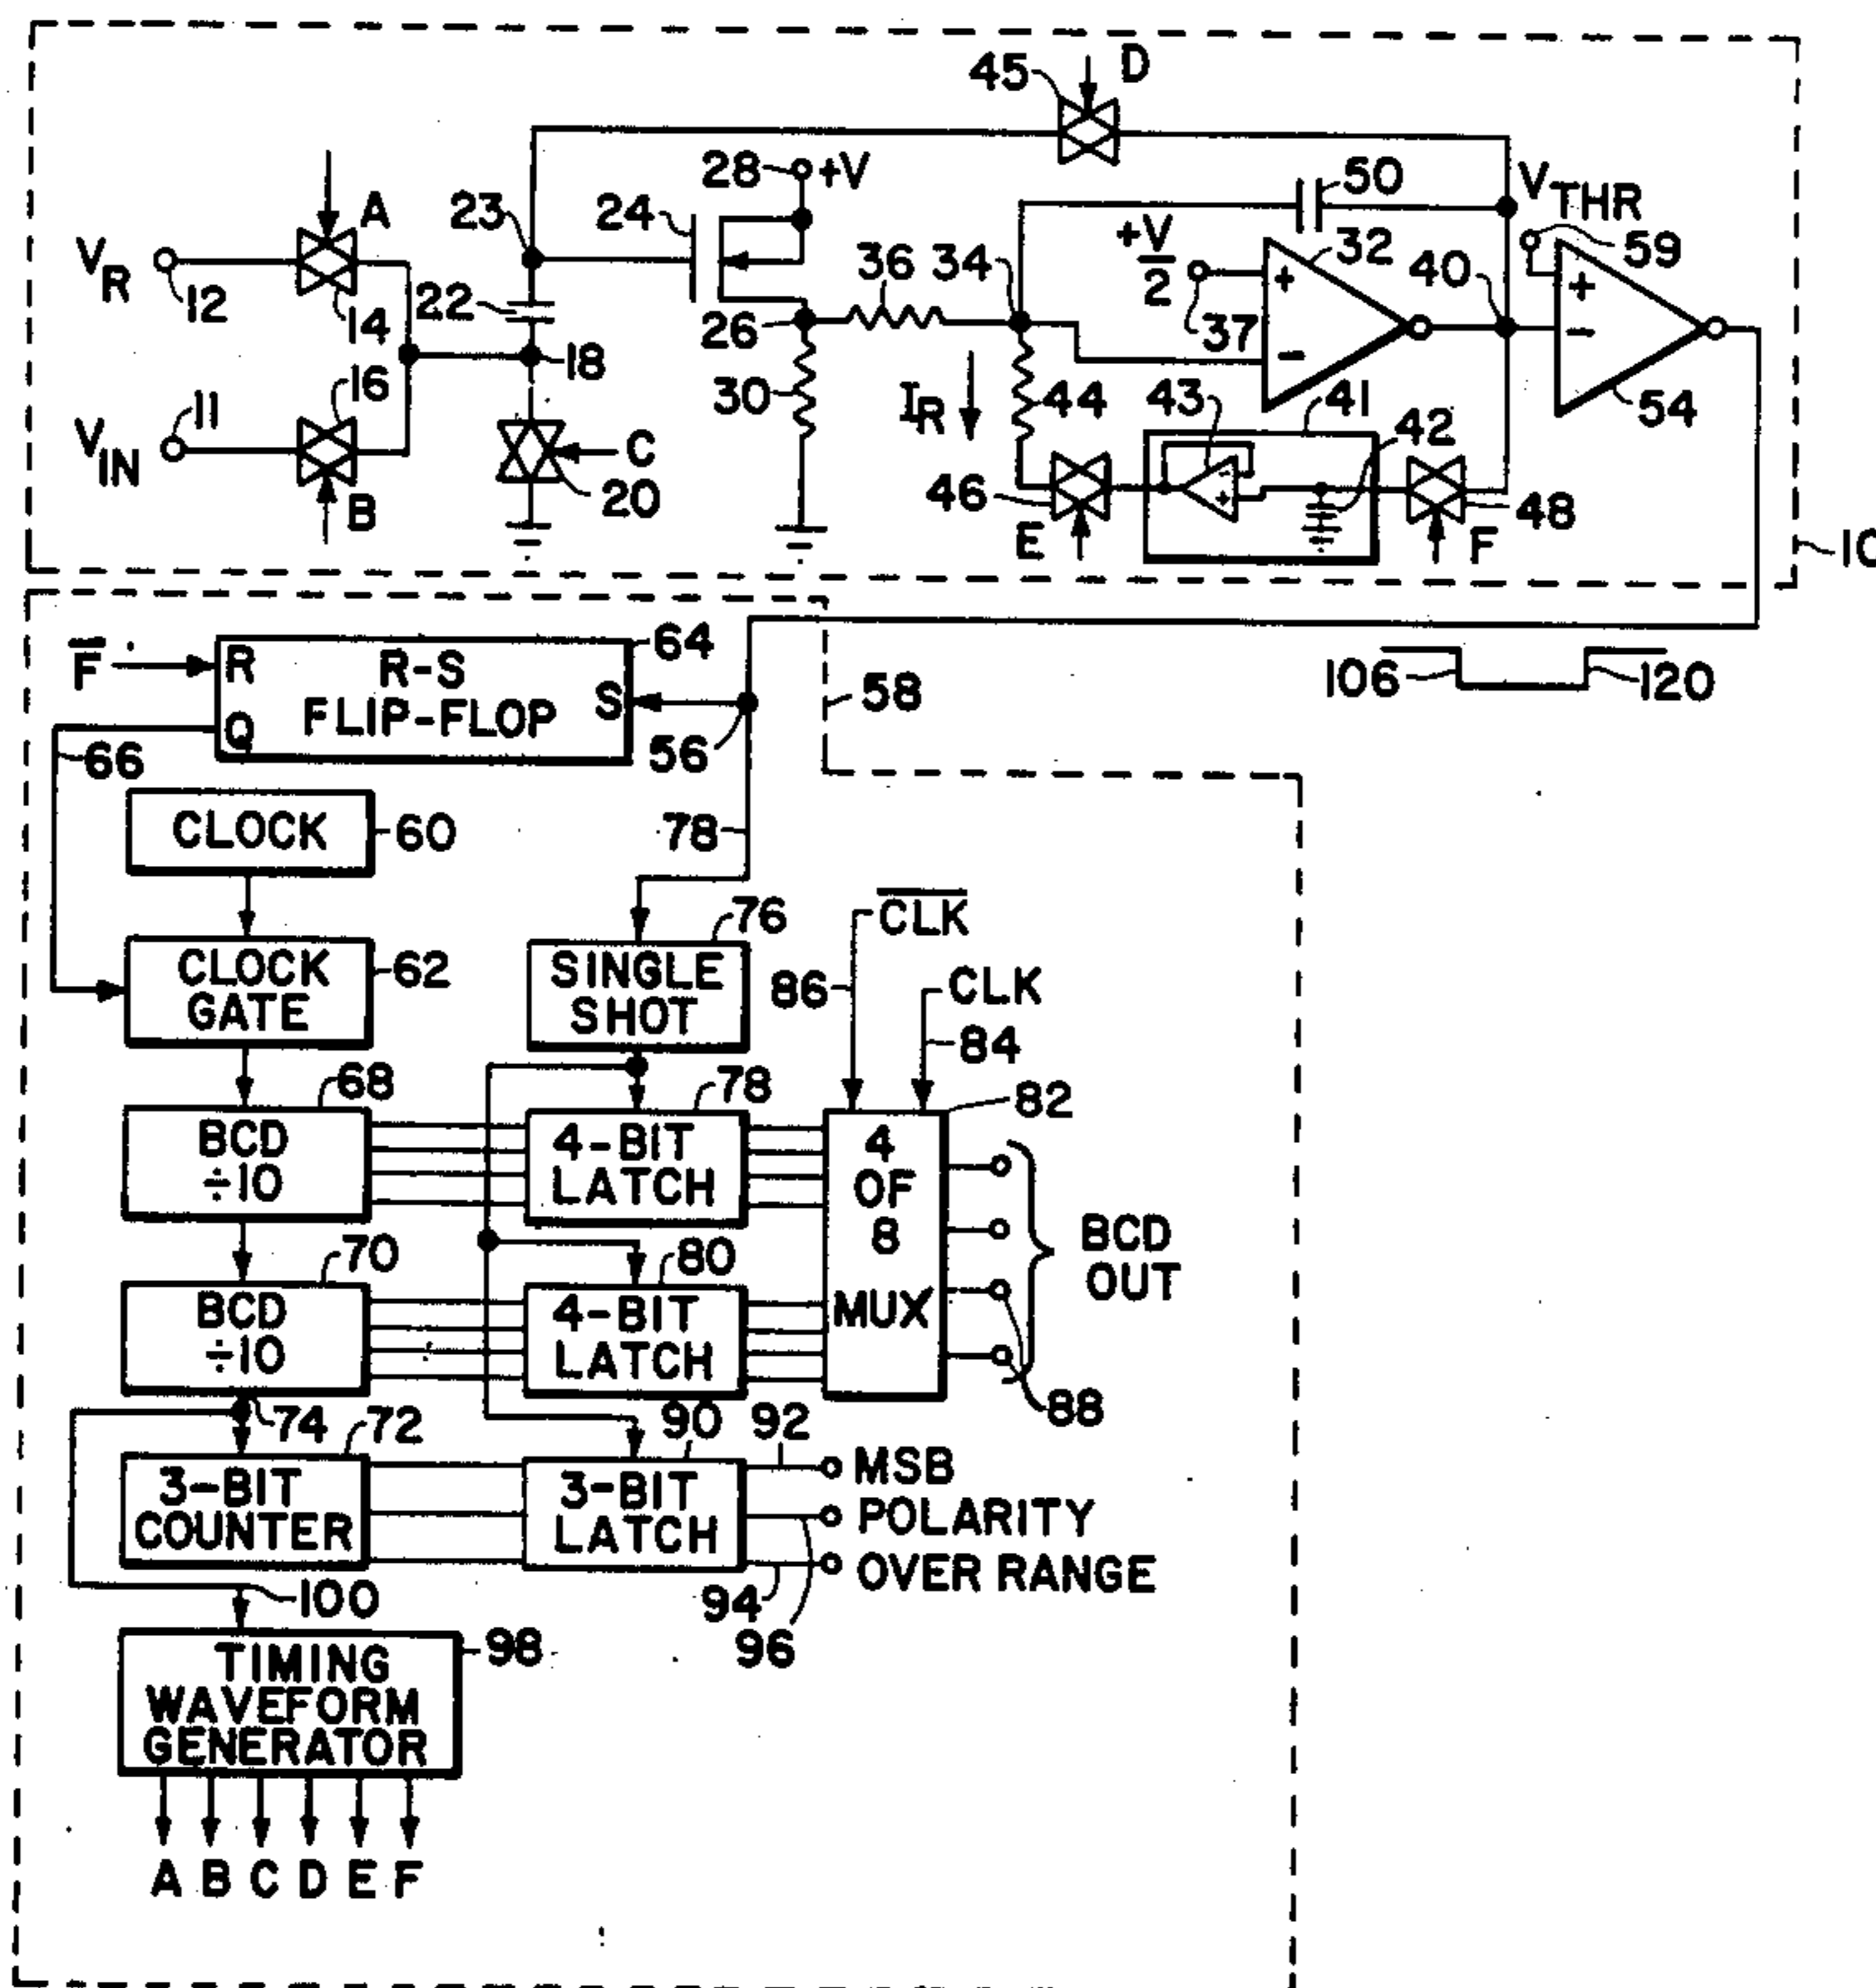 45
D
28
+V
50
V THR
23
24
A
+V
2
32
40
59
V R
12
14
22
36
34
37
+
-
+
-
26
18
16
30
I R
44
43
41
42
54
11
V IN
C
20
46
-
+
48
B
E
F
10
F̅
R
R-S
FLIP-FLOP
S
Q
64
58
106
120
66
56
CLOCK
60
78
C̅L̅K̅
76
CLOCK
GATE
62
SINGLE
SHOT
86
CLK
84
68
78
82
BCD
÷10
4-BIT
LATCH
4
OF
8
MUX
BCD
OUT
70
80
BCD
÷10
4-BIT
LATCH
88
74
72
90
92
3-BIT
COUNTER
3-BIT
LATCH
MSB
POLARITY
OVER RANGE
100
94
96
TIMING
WAVEFORM
GENERATOR
98
A B C D E F